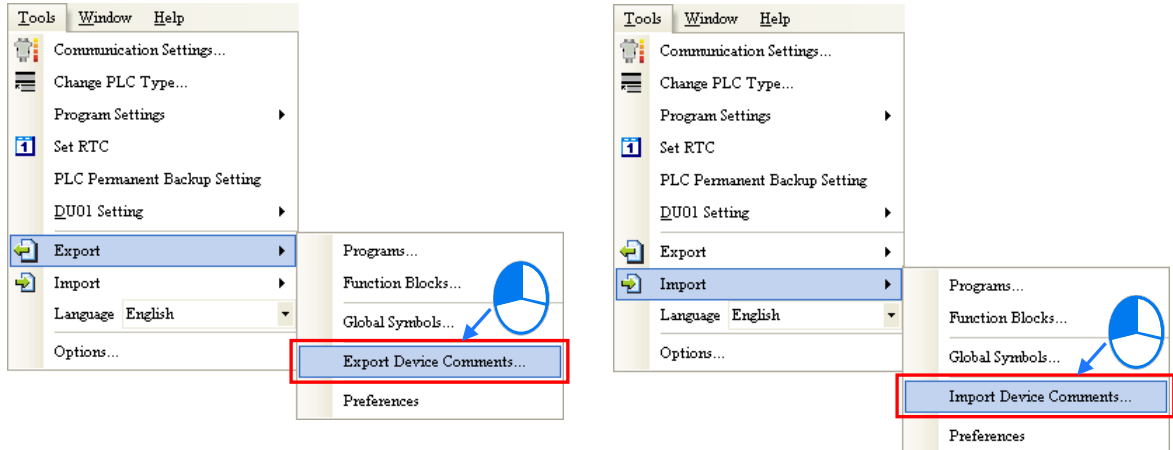 Tools Window Help
Communication Settings...
Change PLC Type...
Program Settings
1 Set RTC
PLC Permanent Backup Setting
DU01 Setting
Export
Import
Language English
Options...
Programs...
Function Blocks...
Global Symbols...
Export Device Comments...
Preferences
Tools Window Help
Communication Settings...
Change PLC Type...
Program Settings
1 Set RTC
PLC Permanent Backup Setting
DU01 Setting
Export
Import
Language English
Options...
Programs...
Function Blocks...
Global Symbols...
Import Device Comments...
Preferences